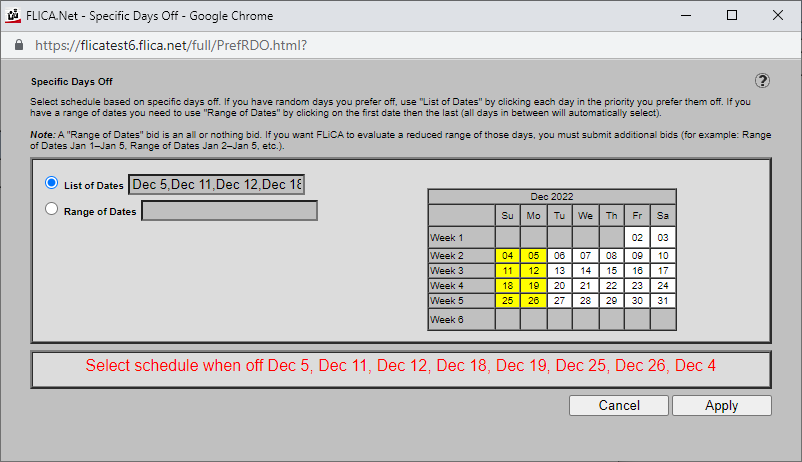 FLICA.Net - Specific Days Off - Google Chrome
https://flicatest6.flica.net/full/PrefRDO.html?
Specific Days Off
?
Select schedule based on specific days off. If you have random days you prefer off, use "List of Dates" by clicking each day in the priority you prefer them off. If you
have a range of dates you need to use "Range of Dates" by clicking on the first date then the last (all days in between will automatically select).
Note: A "Range of Dates" bid is an all or nothing bid. If you want FLiCA to evaluate a reduced range of those days, you must submit additional bids (for example: Range
of Dates Jan 1–Jan 5, Range of Dates Jan 2–Jan 5, etc.).
List of Dates Dec 5,Dec 11,Dec 12,Dec 18
Range of Dates
Dec 2022
Su Mo Tu We Th Fr Sa
Week 1 02 03
Week 2 04 05 06 07 08 09 10
Week 3 11 12 13 14 15 16 17
Week 4 18 19 20 21 22 23 24
Week 5 25 26 27 28 29 30 31
Week 6
Select schedule when off Dec 5, Dec 11, Dec 12, Dec 18, Dec 19, Dec 25, Dec 26, Dec 4
Cancel Apply